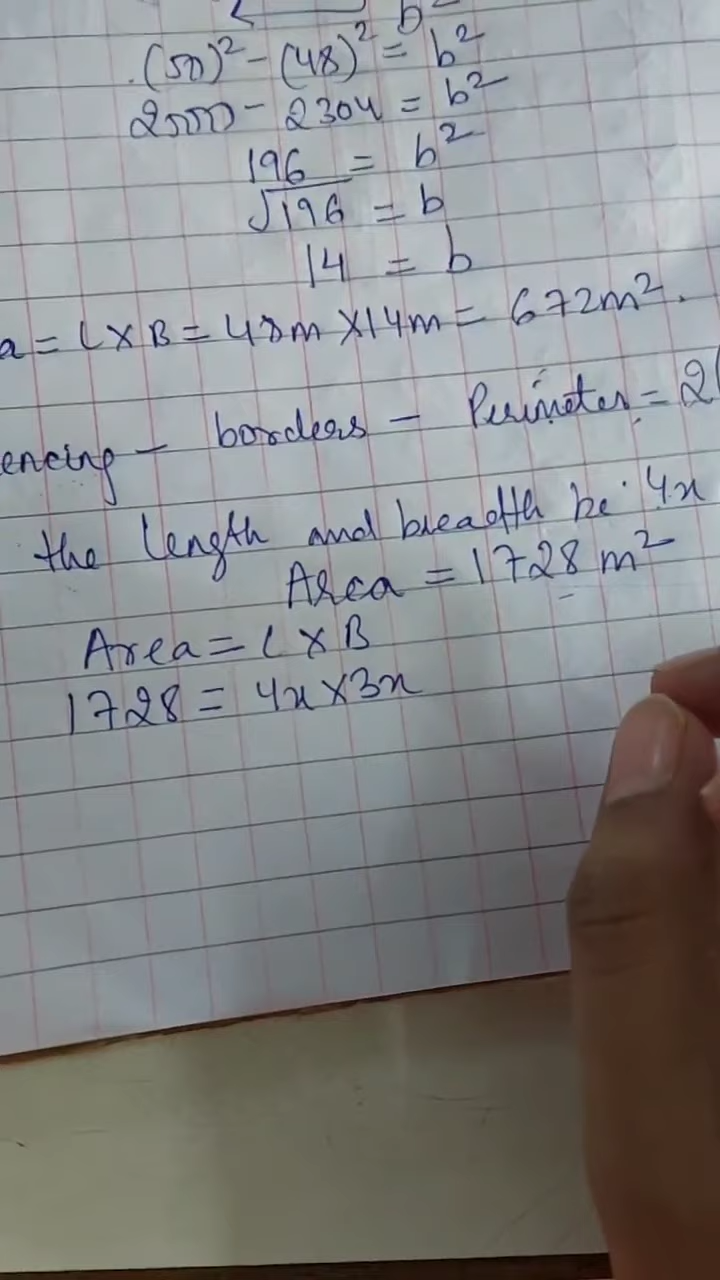 b²
(50)² - (48)² = b²
2500 - 2304 = b²
196 = b²
√196 = b
14 = b
a = L × B = 48m × 14m = 672m².
encing - borders - Perimeter = 2(
the length and breadth be 4x
Area = 1728 m²
Area = L × B
1728 = 4x × 3x